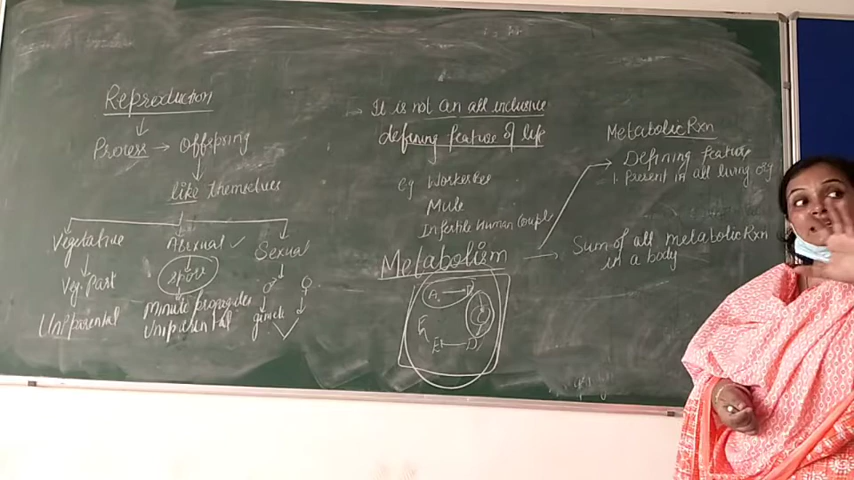 Reproduction
Process → Offspring
like themselves
Vegetative
Asexual ✓
Sexual
Veg. Part
spore
♂ ♀
Uniparental
Minute propagules
Uniparental
gamete
It is not an all inclusive
defining feature of life
eg Worker bee
Mule
Infertile Human Couple
Metabolism
A → B
C
E D
Metabolic Rxn
Defining feature
1. Present in all living org
Sum of all metabolic Rxn
in a body